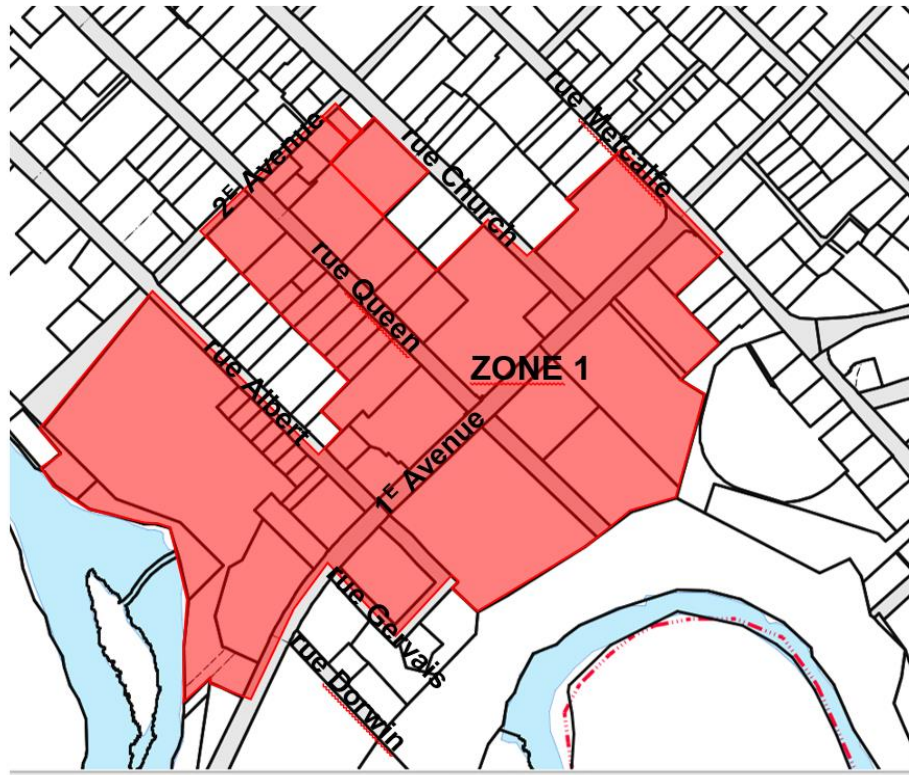 rue Metcalfe
2E Avenue
rue Church
rue Queen
ZONE 1
rue Albert
1E Avenue
rue Gervais
rue Dorwin